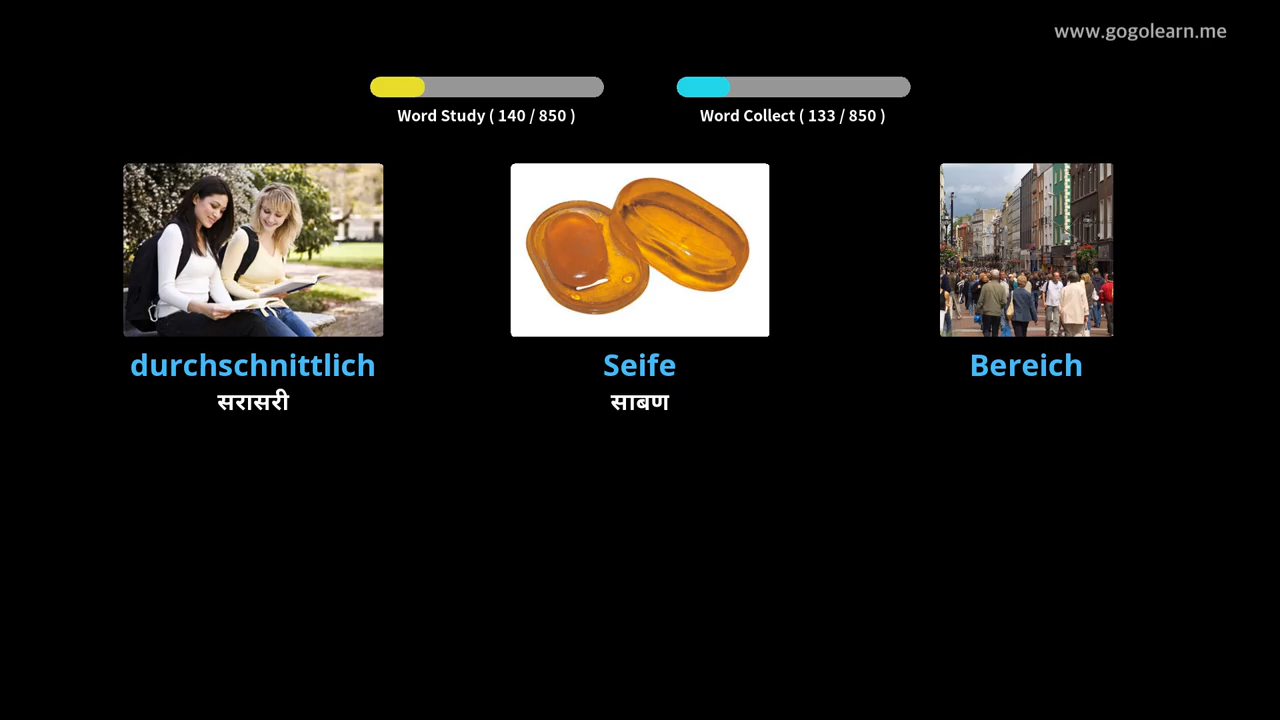 www.gogolearn.me
Word Study ( 140 / 850 )
Word Collect ( 133 / 850 )
durchschnittlich
सरासरी
Seife
साबण
Bereich